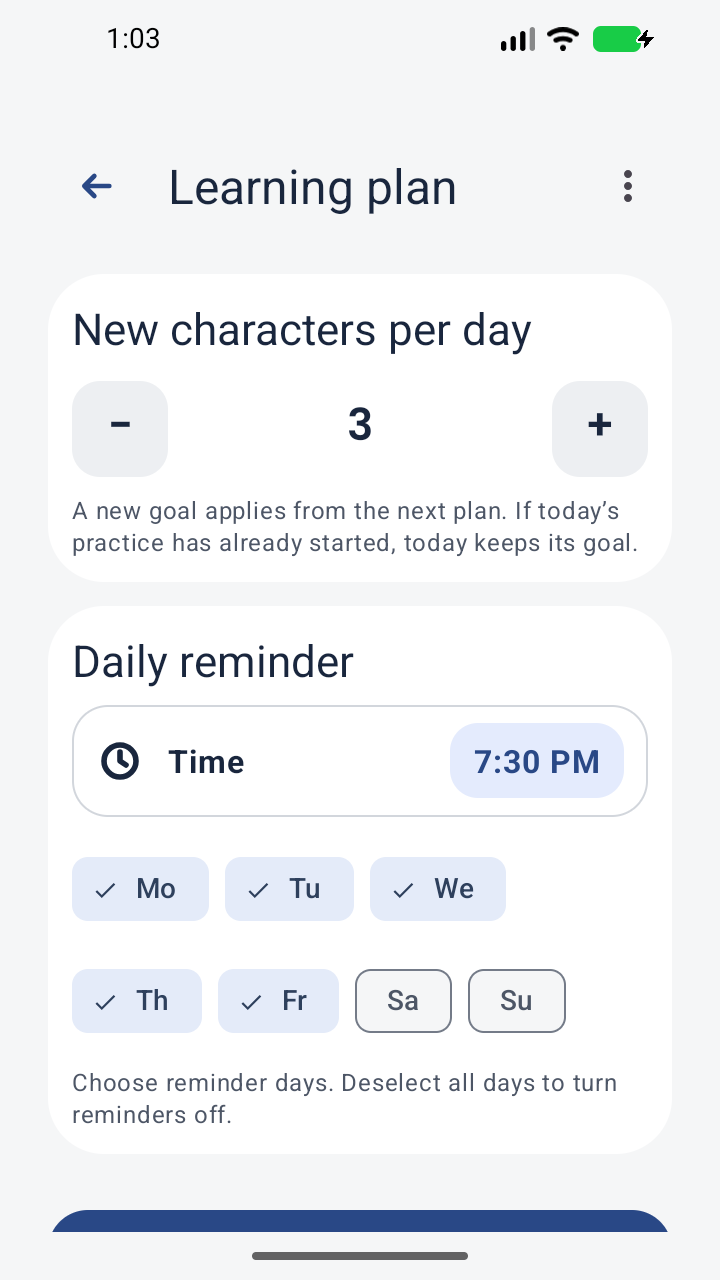 1:03
Learning plan
New characters per day
− 3 +
A new goal applies from the next plan. If today’s
practice has already started, today keeps its goal.
Daily reminder
Time 7:30 PM
Mo Tu We
Th Fr Sa Su
Choose reminder days. Deselect all days to turn
reminders off.